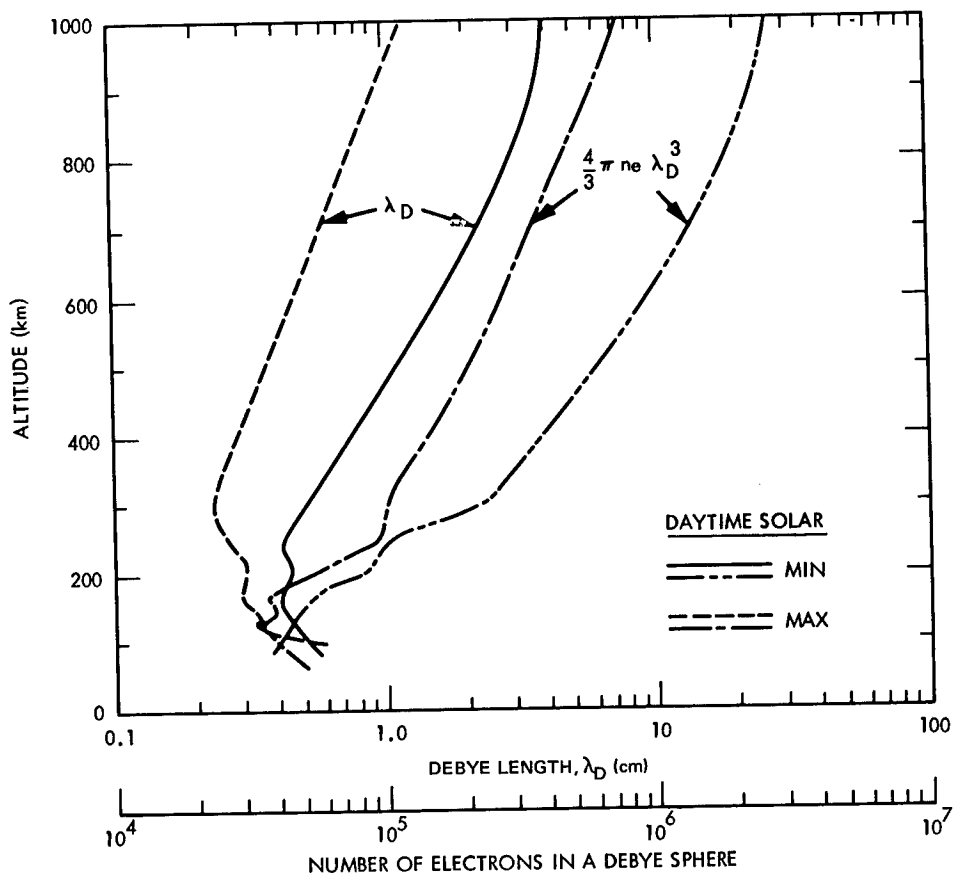 1000
800
600
400
200
0
ALTITUDE (km)
λD
4/3 π ne λD^3
DAYTIME SOLAR
MIN
MAX
0.1 1.0 10 100
DEBYE LENGTH, λD (cm)
10^4 10^5 10^6 10^7
NUMBER OF ELECTRONS IN A DEBYE SPHERE